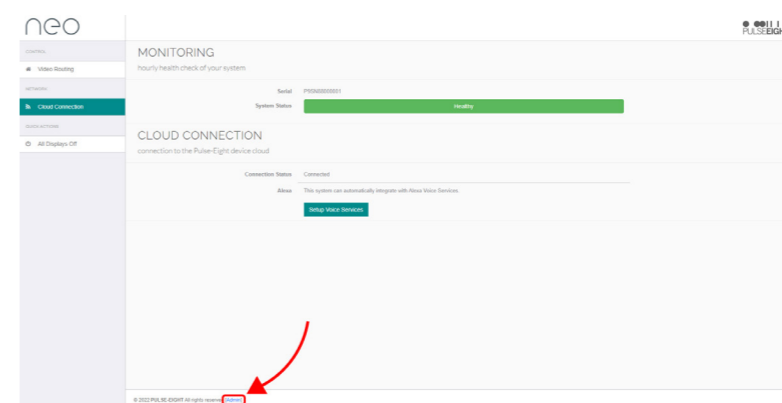 neo
PULSE-EIGH
CONTROL
Video Routing
NETWORK
Cloud Connection
QUICK ACTIONS
All Displays Off
MONITORING
hourly health check of your system
Serial
System Status
Healthy
CLOUD CONNECTION
connection to the Pulse-Eight device cloud
Connection Status
Connected
Alexa
This system can automatically integrate with Alexa Voice Services
Setup Voice Services
© 2022 PULSE-EIGHT All rights reserved [Admin]